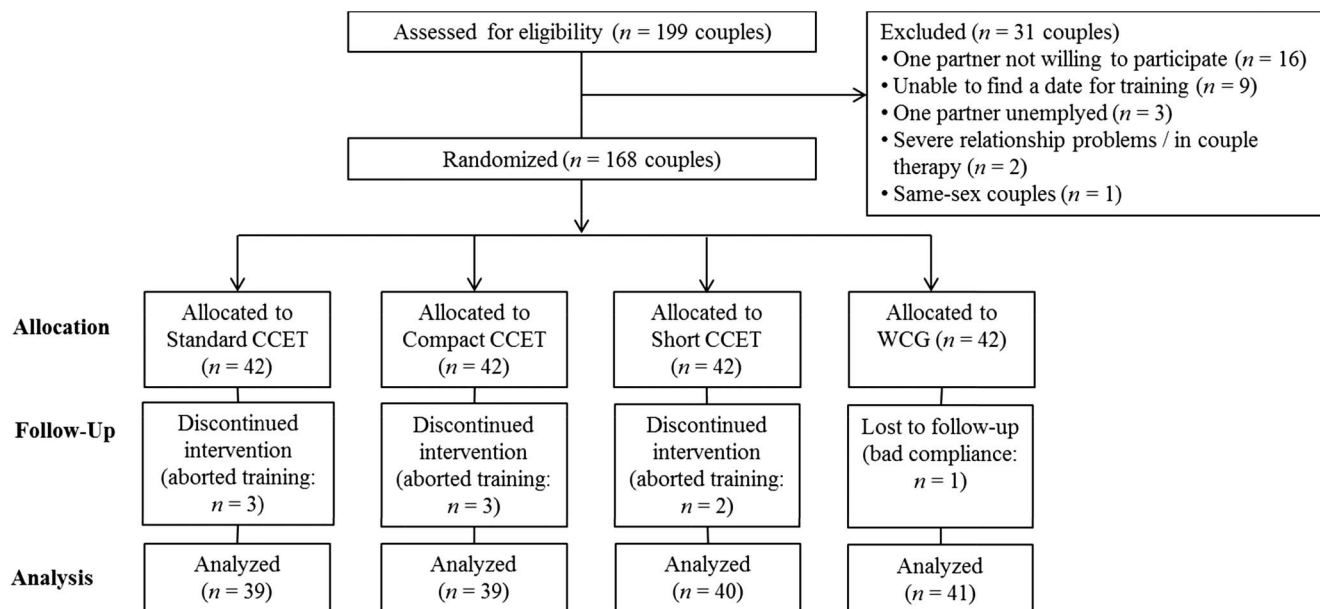 Assessed for eligibility (n = 199 couples)
Excluded (n = 31 couples)
• One partner not willing to participate (n = 16)
• Unable to find a date for training (n = 9)
• One partner unemplyed (n = 3)
• Severe relationship problems / in couple
therapy (n = 2)
• Same-sex couples (n = 1)
Randomized (n = 168 couples)
Allocation
Allocated to
Standard CCET
(n = 42)
Allocated to
Compact CCET
(n = 42)
Allocated to
Short CCET
(n = 42)
Allocated to
WCG (n = 42)
Follow-Up
Discontinued
intervention
(aborted training:
n = 3)
Discontinued
intervention
(aborted training:
n = 3)
Discontinued
intervention
(aborted training:
n = 2)
Lost to follow-up
(bad compliance:
n = 1)
Analysis
Analyzed
(n = 39)
Analyzed
(n = 39)
Analyzed
(n = 40)
Analyzed
(n = 41)